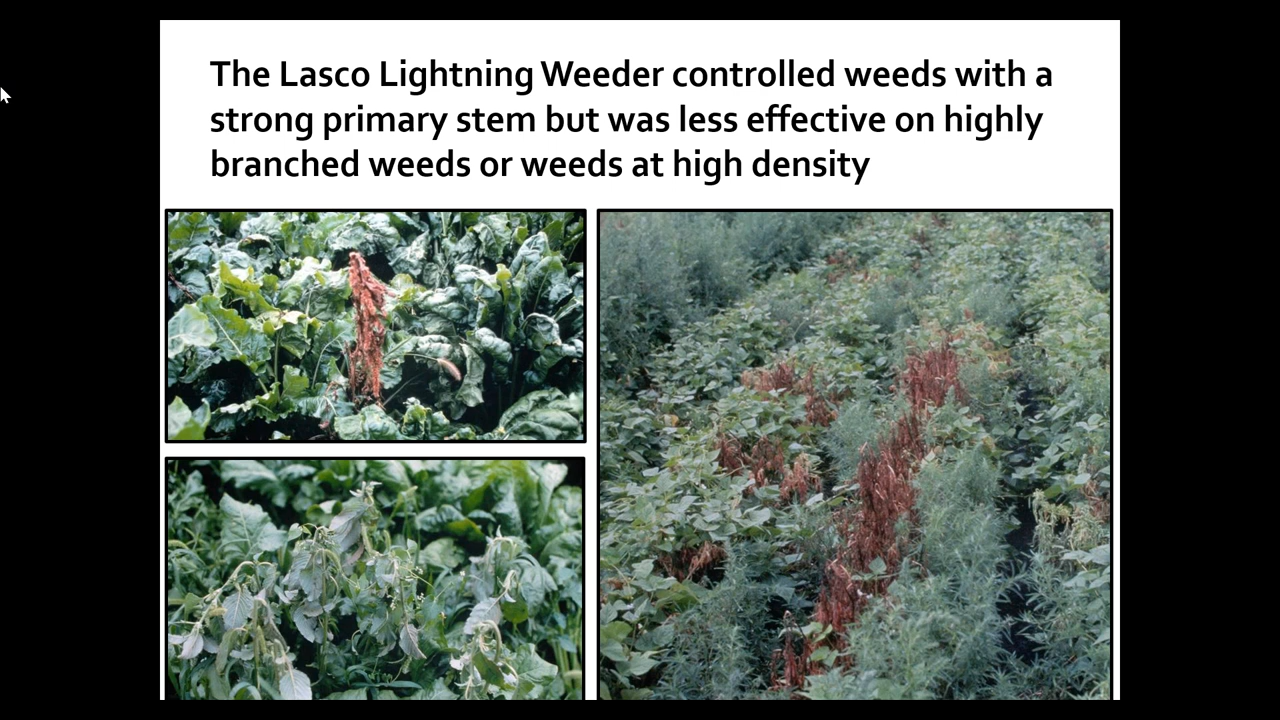 The Lasco Lightning Weeder controlled weeds with a
strong primary stem but was less effective on highly
branched weeds or weeds at high density